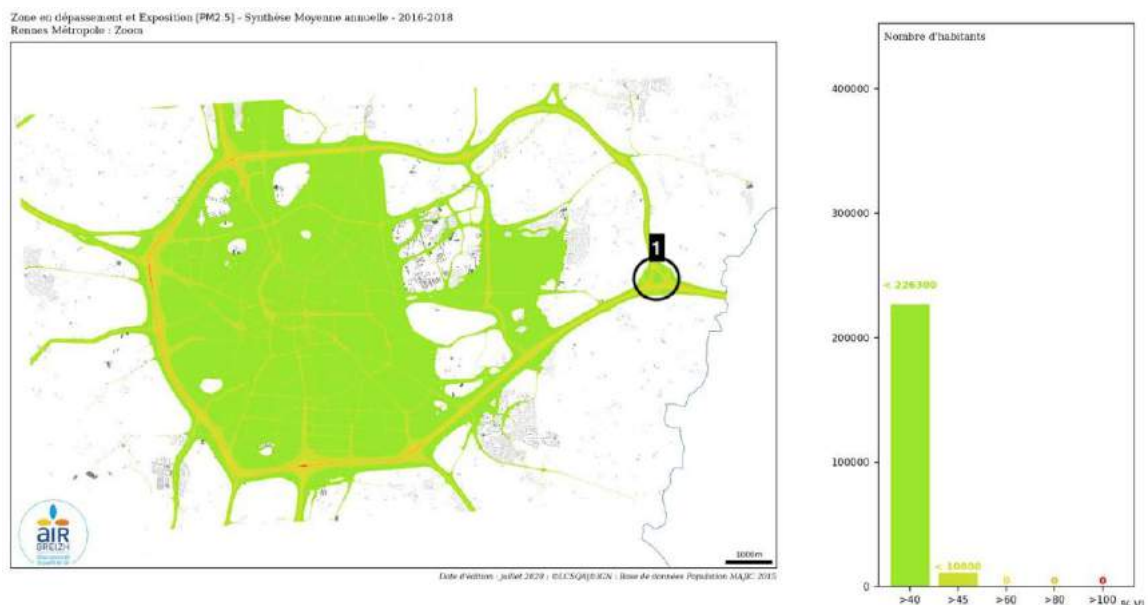 Zone en dépassement et Exposition [PM2.5] - Synthèse Moyenne annuelle - 2016-2018
Rennes Métropole : Zoom
1
aiR
BREIZH
1000m
Date d'édition : juillet 2020 ; ©LCSQA|©IGN ; Base de données Population MAJIC 2015
Nombre d'habitants
400000
300000
200000
100000
0
< 226300
< 10800
0
0
0
>40
>45
>60
>80
>100